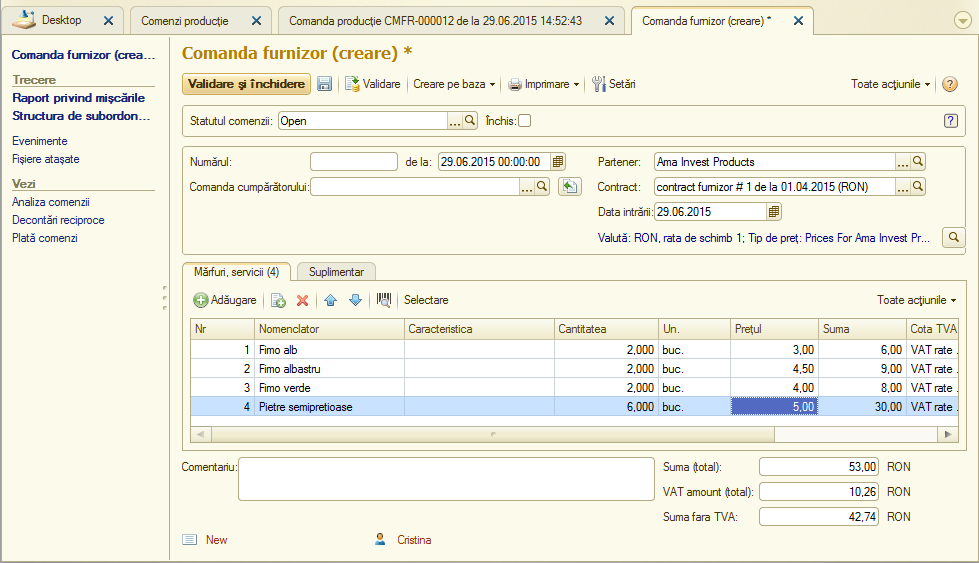 Desktop
Comenzi producție
Comanda producție CMFR-000012 de la 29.06.2015 14:52:43
Comanda furnizor (creare) *
Comanda furnizor (crea...
Trecere
Raport privind mişcările
Structura de subordon...
Evenimente
Fişiere ataşate
Vezi
Analiza comenzii
Decontări reciproce
Plată comenzi
Comanda furnizor (creare) *
Validare şi închidere
Validare
Creare pe baza
Imprimare
Setări
Toate acţiunile
?
Statutul comenzii: Open ...
Închis:
?
Numărul:
de la: 29.06.2015 00:00:00
Partener: Ama Invest Products ...
Comanda cumpărătorului: ...
Contract: contract furnizor # 1 de la 01.04.2015 (RON) ...
Data intrării: 29.06.2015
Valută: RON, rata de schimb 1; Tip de preţ: Prices For Ama Invest Pr...
Mărfuri, servicii (4)
Suplimentar
Adăugare
Selectare
Toate acţiunile
Nr Nomenclator Caracteristica Cantitatea Un. Preţul Suma Cota TVA
1 Fimo alb 2,000 buc. 3,00 6,00 VAT rate .
2 Fimo albastru 2,000 buc. 4,50 9,00 VAT rate .
3 Fimo verde 2,000 buc. 4,00 8,00 VAT rate .
4 Pietre semipretioase 6,000 buc. 5,00 30,00 VAT rate .
Comentariu:
Suma (total): 53,00 RON
VAT amount (total): 10,26 RON
Suma fara TVA: 42,74 RON
New
Cristina